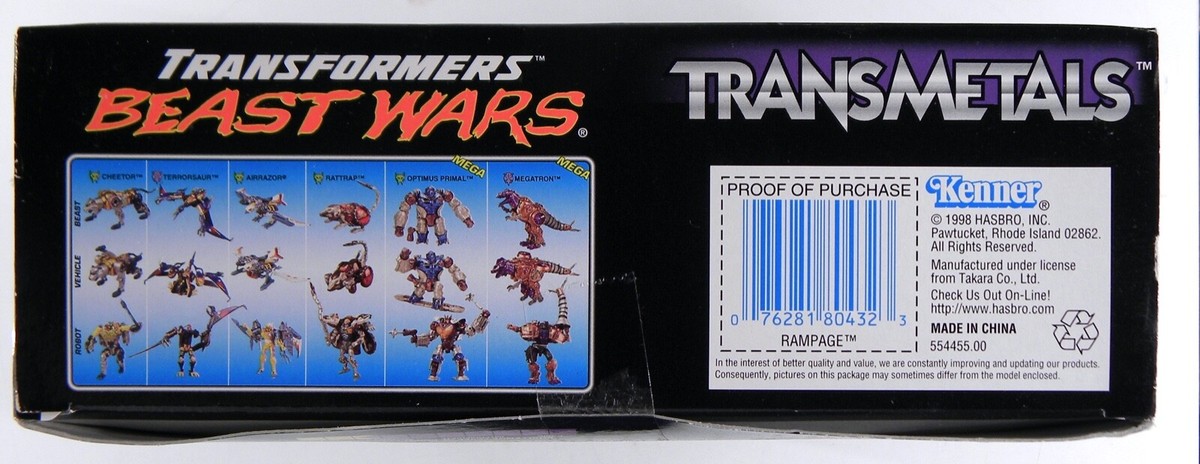 TRANSFORMERS™
BEAST WARS®
TRANSMETALS™
MEGA
MEGA
CHEETOR™ TERRORSAUR™ AIRRAZOR® RATTRAP™ OPTIMUS PRIMAL™ MEGATRON™
BEAST
VEHICLE
ROBOT
PROOF OF PURCHASE
0 76281 80432 3
RAMPAGE™
Kenner®
© 1998 HASBRO, INC.
Pawtucket, Rhode Island 02862.
All Rights Reserved.
Manufactured under license
from Takara Co., Ltd.
Check Us Out On-Line!
http://www.hasbro.com
MADE IN CHINA
554455.00
In the interest of better quality and value, we are constantly improving and updating our products.
Consequently, pictures on this package may sometimes differ from the model enclosed.